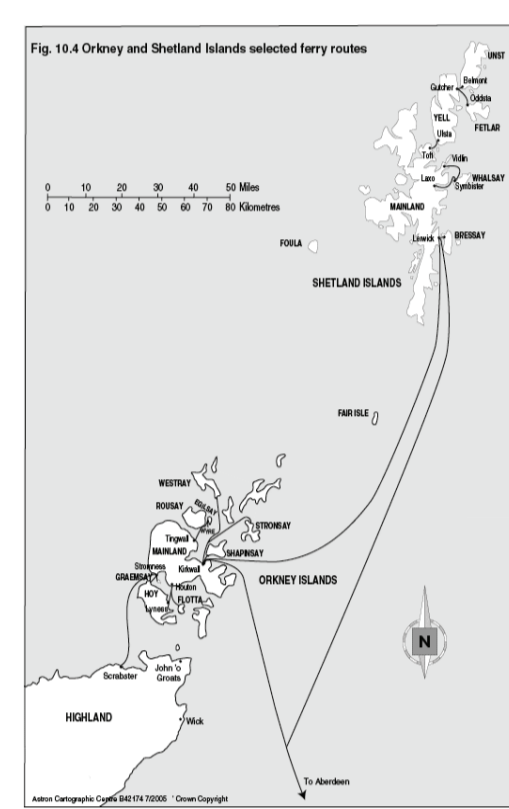 Fig. 10.4 Orkney and Shetland Islands selected ferry routes
UNST
Belmont
Gutcher
Oddsta
YELL
FETLAR
Ulsta
Toft
Vidlin
Laxo
WHALSAY
Symbister
0 10 20 30 40 50 Miles
0 10 20 30 40 50 60 70 80 Kilometres
MAINLAND
Lerwick
BRESSAY
FOULA
SHETLAND ISLANDS
FAIR ISLE
WESTRAY
ROUSAY
EGILSAY
WYRE
STRONSAY
Tingwall
MAINLAND
SHAPINSAY
Stromness
Kirkwall
GRAEMSAY
ORKNEY ISLANDS
Houton
HOY
FLOTTA
Lyness
N
John 'o
Groats
Scrabster
HIGHLAND
Wick
To Aberdeen
Astron Cartographic Centre B42174 7/2005 ' Crown Copyright